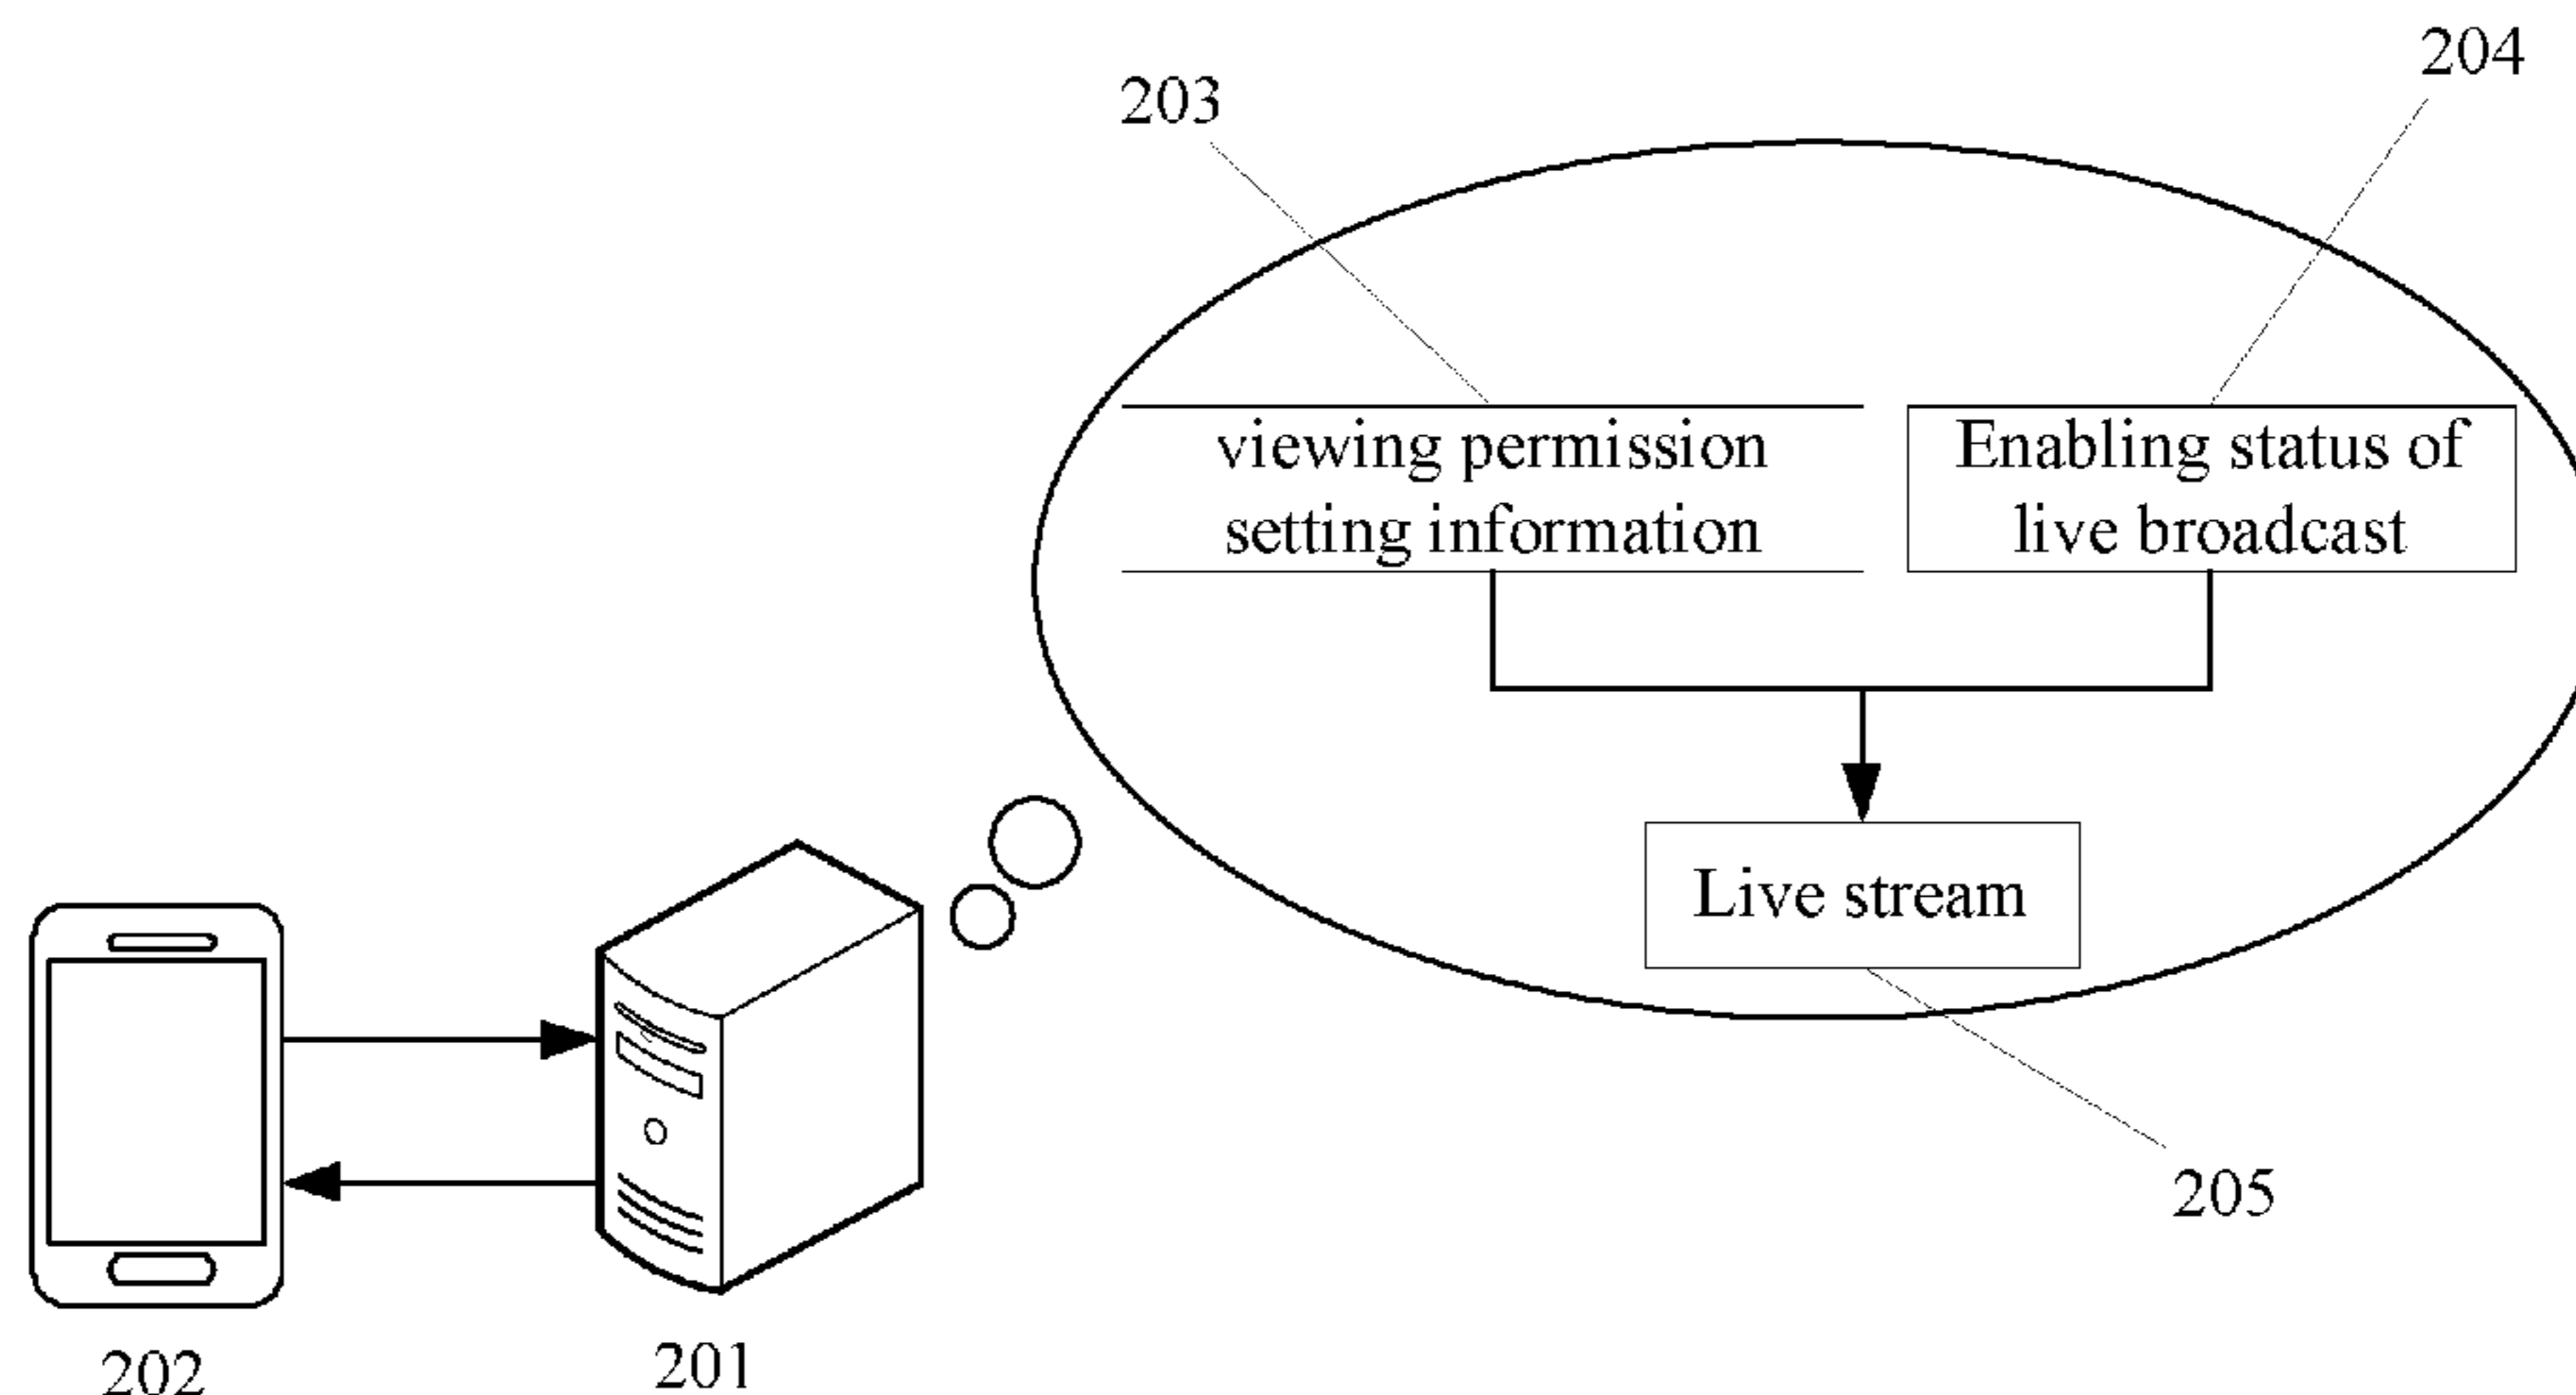 204
203
viewing permission
setting information
Enabling status of
live broadcast
Live stream
205
202
201